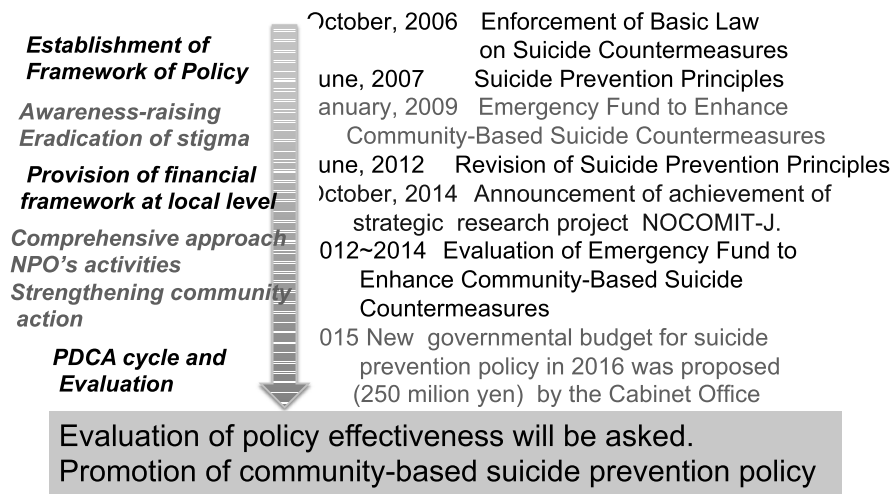 Establishment of
Framework of Policy
Awareness-raising
Eradication of stigma
Provision of financial
framework at local level
Comprehensive approach
NPO's activities
Strengthening community
action
PDCA cycle and
Evaluation
October, 2006 Enforcement of Basic Law
on Suicide Countermeasures
une, 2007 Suicide Prevention Principles
anuary, 2009 Emergency Fund to Enhance
Community-Based Suicide Countermeasures
une, 2012 Revision of Suicide Prevention Principles
October, 2014 Announcement of achievement of
strategic research project NOCOMIT-J.
012~2014 Evaluation of Emergency Fund to
Enhance Community-Based Suicide
Countermeasures
015 New governmental budget for suicide
prevention policy in 2016 was proposed
(250 milion yen) by the Cabinet Office
Evaluation of policy effectiveness will be asked.
Promotion of community-based suicide prevention policy